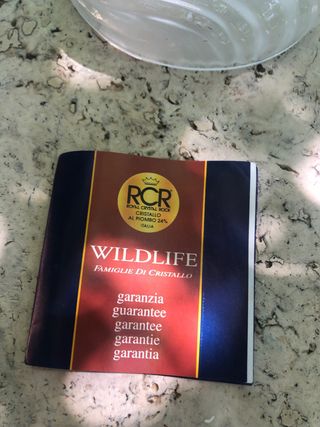 RCR
ROYAL CRYSTAL ROCK
CRISTALLO
AL PIOMBO 24%
ITALIA
WILDLIFE
FAMIGLIE DI CRISTALLO
garanzia
guarantee
garantee
garantie
garantia